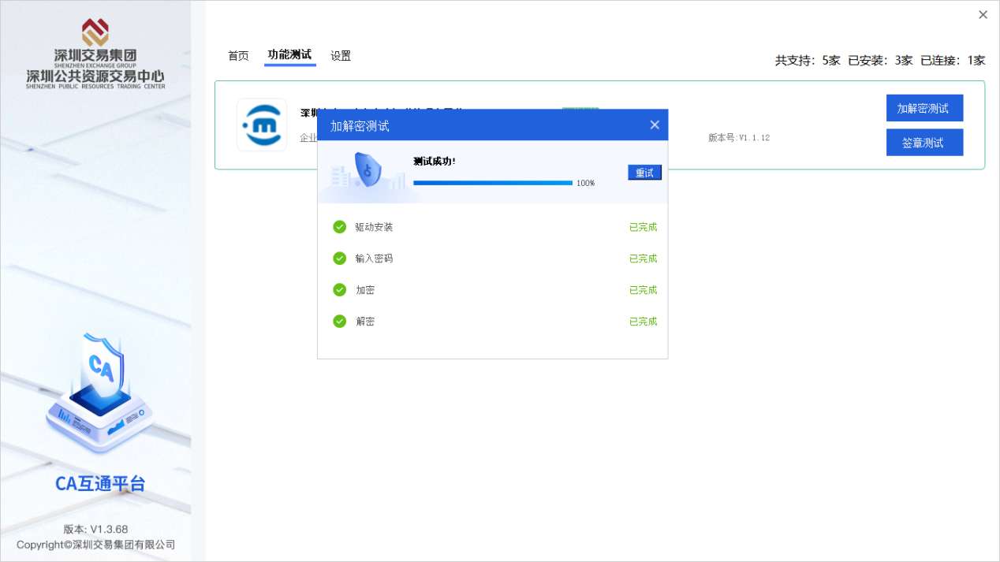 深圳交易集团
SHENZHEN EXCHANGE GROUP
深圳公共资源交易中心
SHENZHEN PUBLIC RESOURCES TRADING CENTER
首页 功能测试 设置
共支持：5家 已安装：3家 已连接：1家
深圳
企业
版本号:V1.1.12
加解密测试
签章测试
加解密测试
测试成功!
100%
重试
驱动安装 已完成
输入密码 已完成
加密 已完成
解密 已完成
CA
CA互通平台
版本: V1.3.68
Copyright©深圳交易集团有限公司